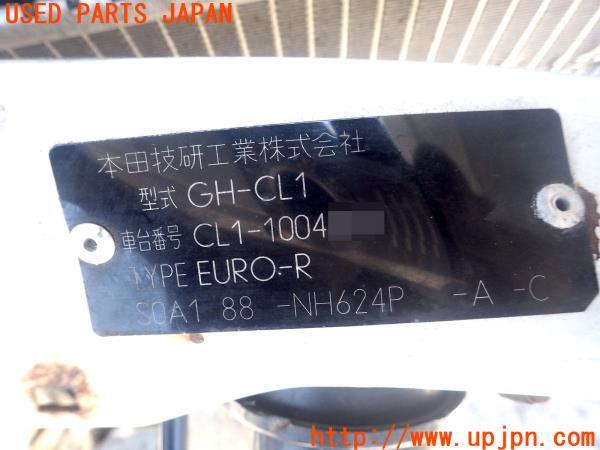 USED PARTS JAPAN
本田技研工業株式会社
型式 GH-CL1
車台番号 CL1-1004
TYPE EURO-R
S0A1 88 -NH624P -A -C
http://www.upjpn.com/